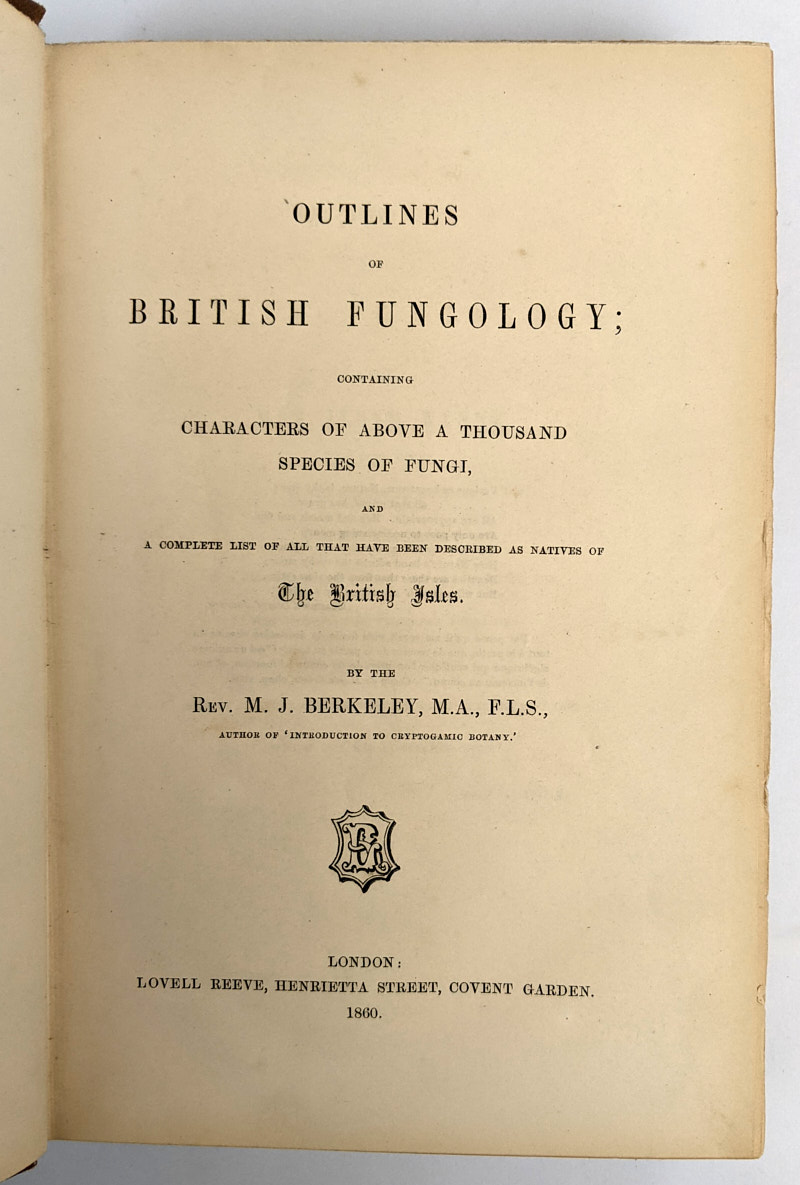 OUTLINES
OF
BRITISH FUNGOLOGY;
CONTAINING
CHARACTERS OF ABOVE A THOUSAND
SPECIES OF FUNGI,
AND
A COMPLETE LIST OF ALL THAT HAVE BEEN DESCRIBED AS NATIVES OF
The British Isles.
BY THE
REV. M. J. BERKELEY, M.A., F.L.S.,
AUTHOR OF ‘INTRODUCTION TO CRYPTOGAMIC BOTANY.’
LONDON:
LOVELL REEVE, HENRIETTA STREET, COVENT GARDEN.
1860.